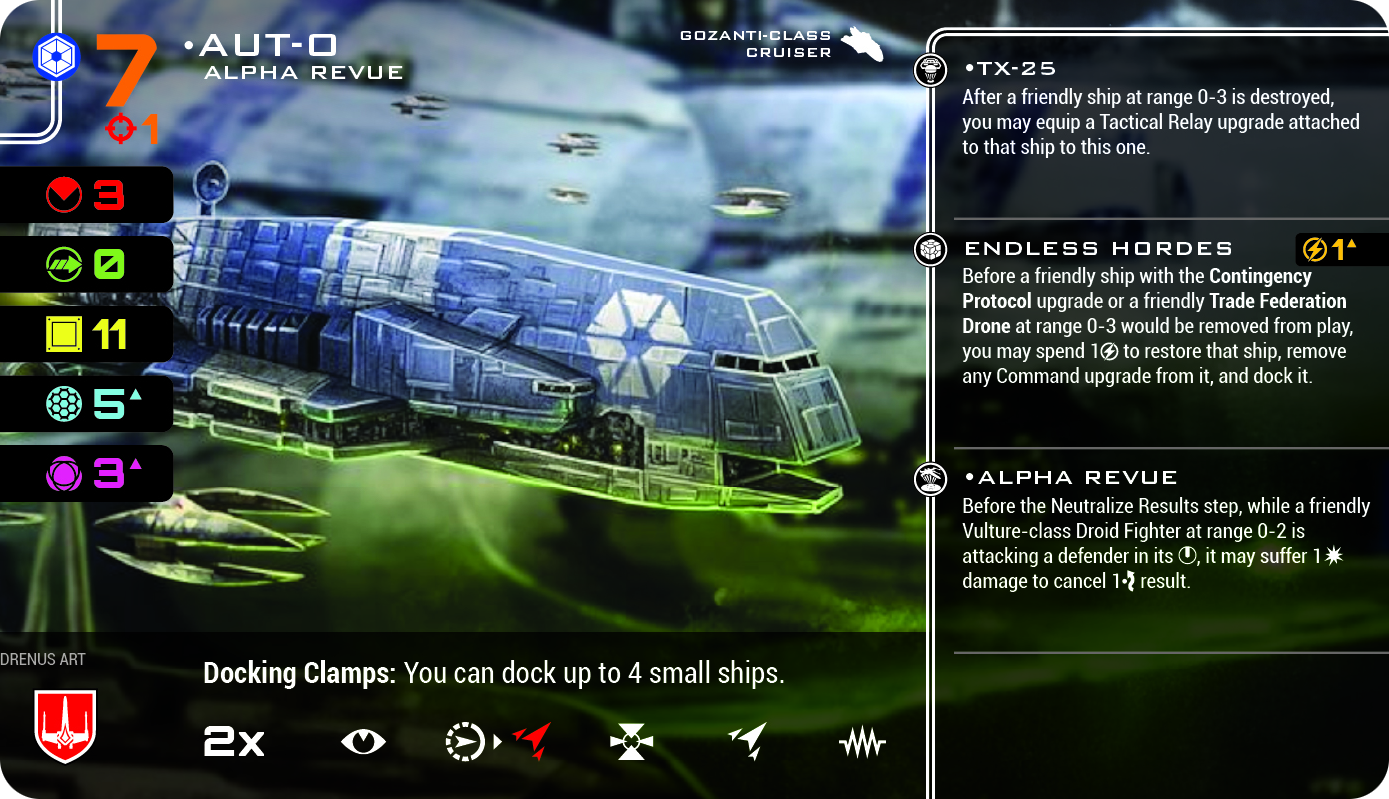 7
1
•AUT-O
ALPHA REVUE
GOZANTI-CLASS
CRUISER
3
0
11
5
3
•TX-25
After a friendly ship at range 0-3 is destroyed,
you may equip a Tactical Relay upgrade attached
to that ship to this one.
ENDLESS HORDES
1
Before a friendly ship with the Contingency
Protocol upgrade or a friendly Trade Federation
Drone at range 0-3 would be removed from play,
you may spend 1 to restore that ship, remove
any Command upgrade from it, and dock it.
•ALPHA REVUE
Before the Neutralize Results step, while a friendly
Vulture-class Droid Fighter at range 0-2 is
attacking a defender in its , it may suffer 1
damage to cancel 1 result.
DRENUS ART
Docking Clamps: You can dock up to 4 small ships.
2x